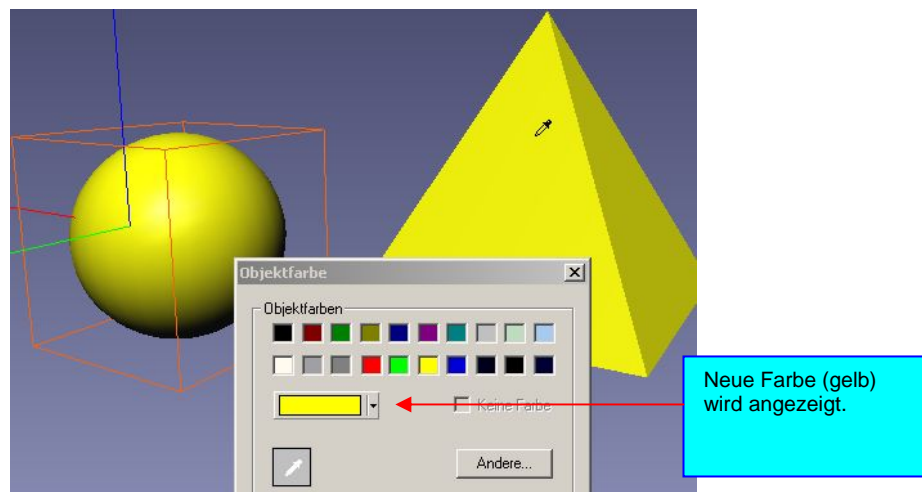 Objektfarbe
Objektfarben
Keine Farbe
Andere...
Neue Farbe (gelb)
wird angezeigt.